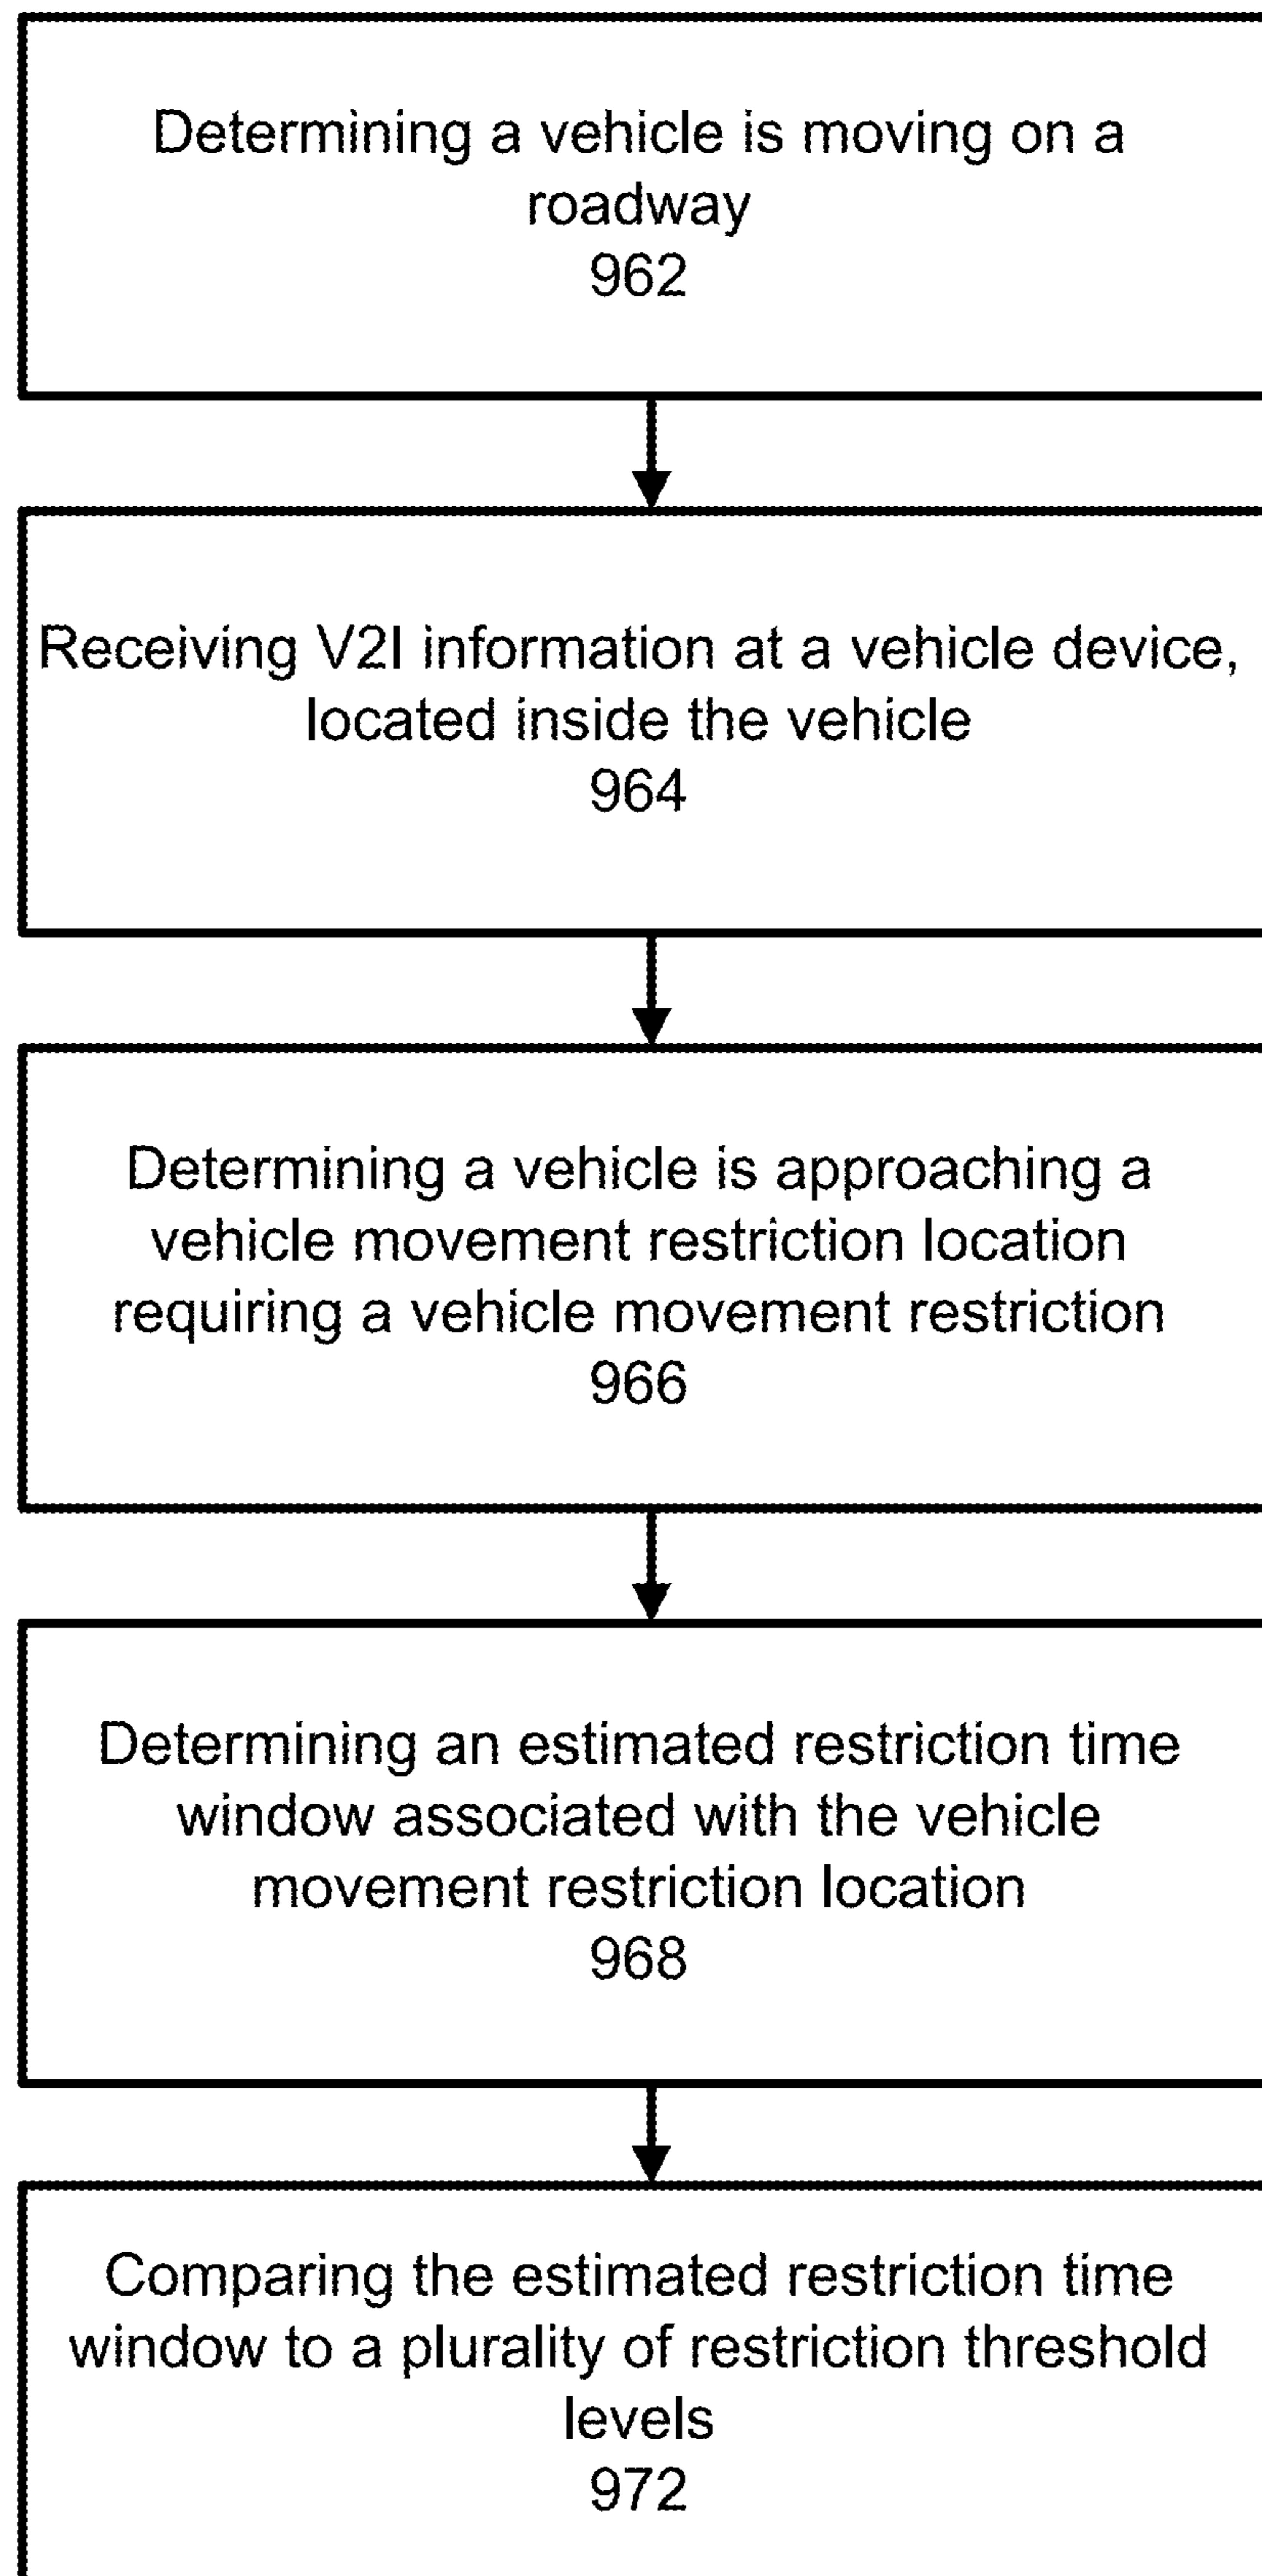 Determining a vehicle is moving on a
roadway
962
Receiving V2I information at a vehicle device,
located inside the vehicle
964
Determining a vehicle is approaching a
vehicle movement restriction location
requiring a vehicle movement restriction
966
Determining an estimated restriction time
window associated with the vehicle
movement restriction location
968
Comparing the estimated restriction time
window to a plurality of restriction threshold
levels
972